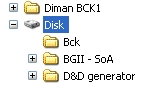 Diman BCK1
Disk
Bck
BGII - SoA
D&D generator